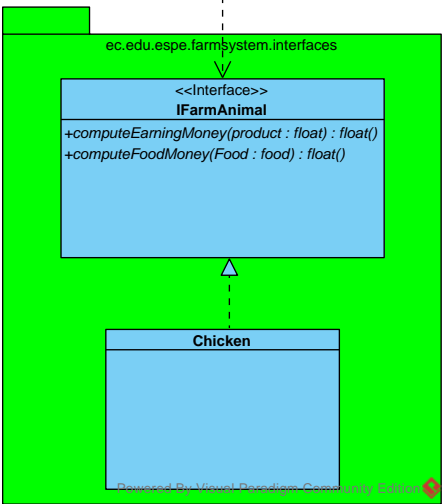 ec.edu.espe.farmsystem.interfaces
<<Interface>>
IFarmAnimal
+computeEarningMoney(product : float) : float()
+computeFoodMoney(Food : food) : float()
Chicken
Powered By Visual Paradigm Community Edition